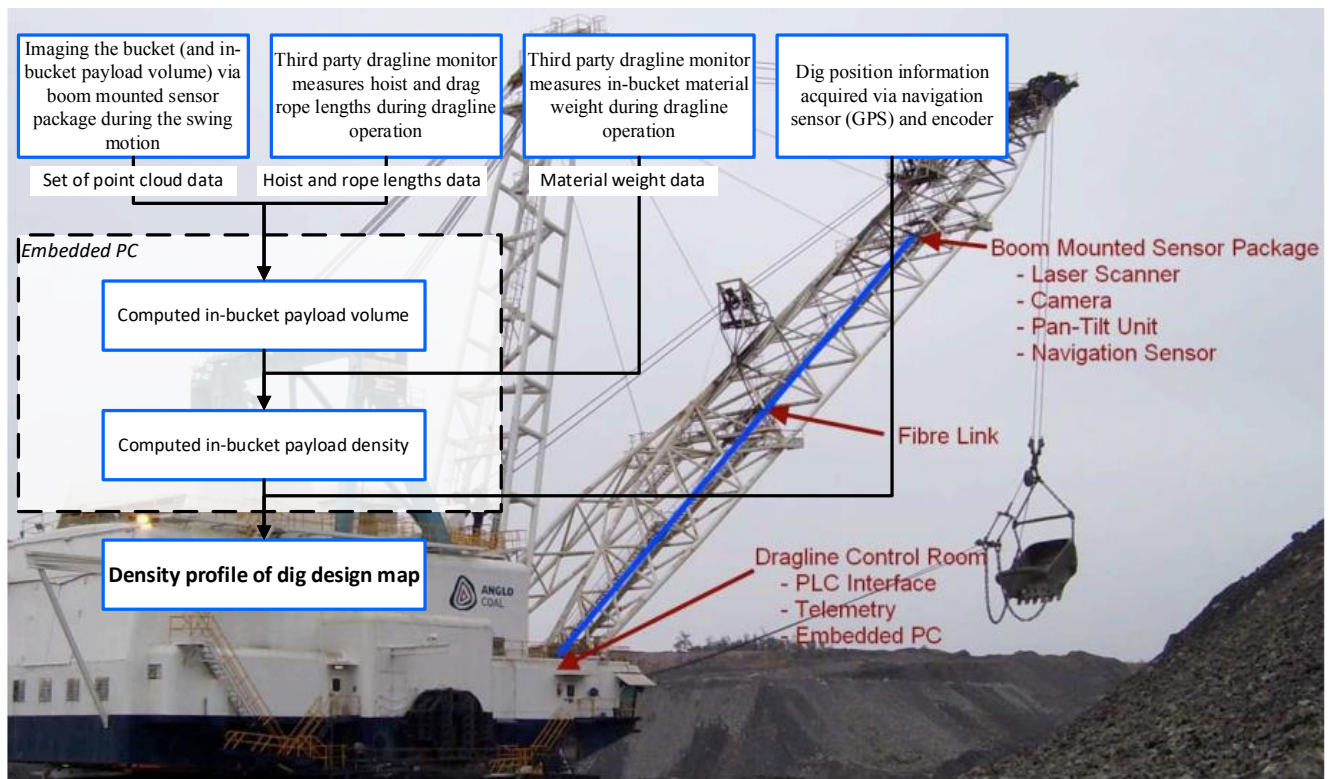 Imaging the bucket (and in-
bucket payload volume) via
boom mounted sensor
package during the swing
motion
Third party dragline monitor
measures hoist and drag
rope lengths during dragline
operation
Third party dragline monitor
measures in-bucket material
weight during dragline
operation
Dig position information
acquired via navigation
sensor (GPS) and encoder
Set of point cloud data
Hoist and rope lengths data
Material weight data
Embedded PC
Computed in-bucket payload volume
Computed in-bucket payload density
Density profile of dig design map
Boom Mounted Sensor Package
- Laser Scanner
- Camera
- Pan-Tilt Unit
- Navigation Sensor
Fibre Link
Dragline Control Room
- PLC Interface
- Telemetry
- Embedded PC
ANGLO
COAL